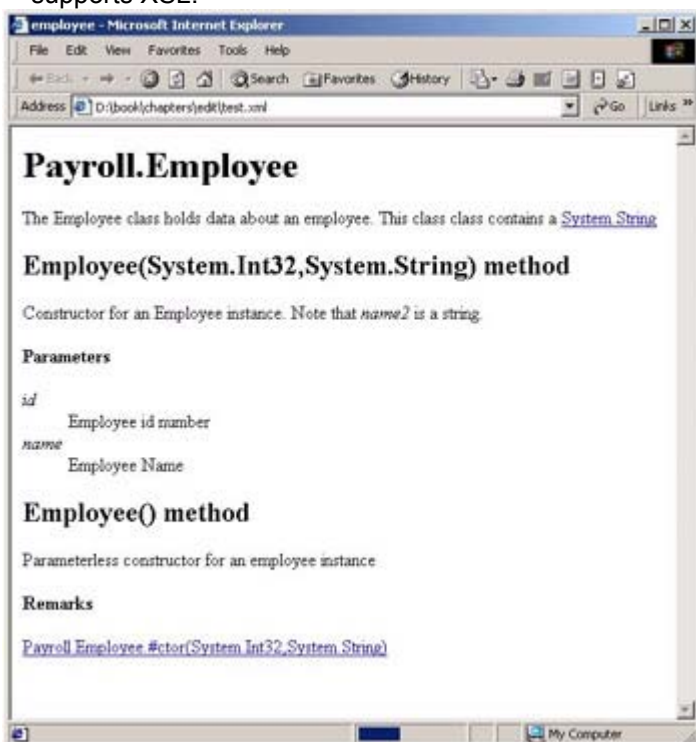 supports XSL.
employee - Microsoft Internet Explorer
File Edit View Favorites Tools Help
Back Search Favorites History
Address D:\book\chapters\edit\test.xml Go Links »
Payroll.Employee
The Employee class holds data about an employee. This class class contains a System.String
Employee(System.Int32,System.String) method
Constructor for an Employee instance. Note that name2 is a string.
Parameters
id
Employee id number
name
Employee Name
Employee() method
Parameterless constructor for an employee instance
Remarks
Payroll.Employee.#ctor(System.Int32,System.String)
My Computer